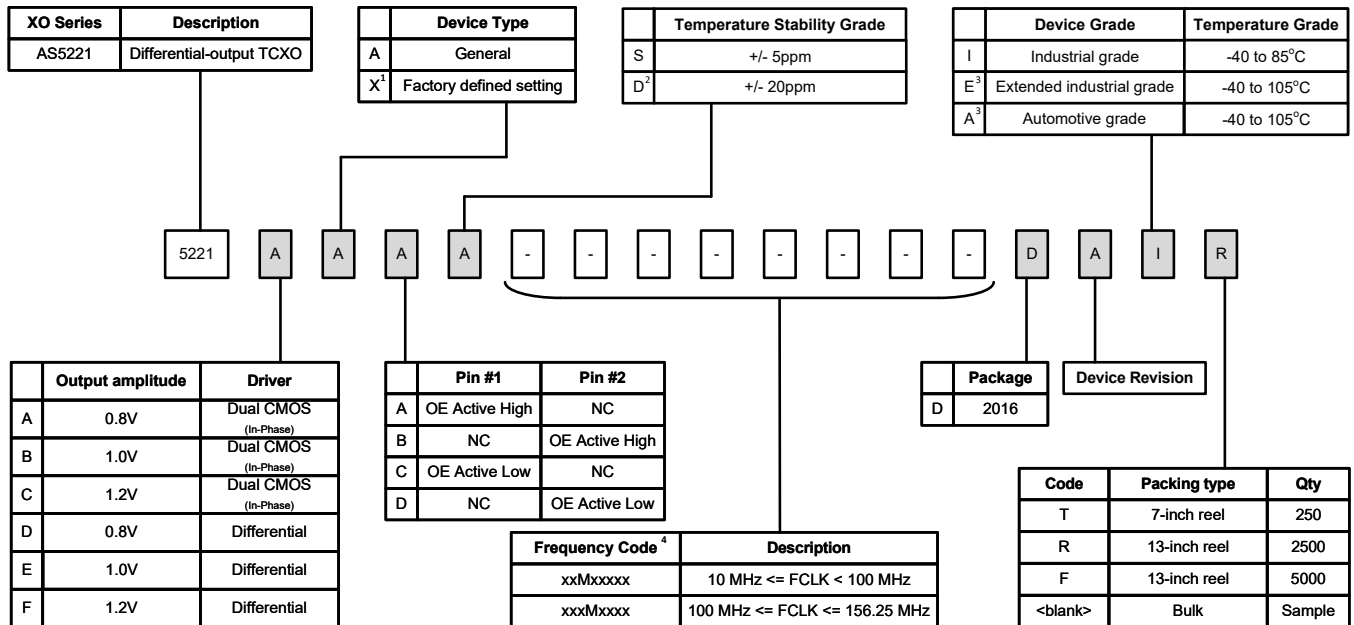 XO Series Description
AS5221 Differential-output TCXO
Device Type
A General
X1 Factory defined setting
Temperature Stability Grade
S +/- 5ppm
D2 +/- 20ppm
Device Grade Temperature Grade
I Industrial grade -40 to 85°C
E3 Extended industrial grade -40 to 105°C
A3 Automotive grade -40 to 105°C
5221 A A A A - - - - - - - - D A I R
Output amplitude Driver
A 0.8V Dual CMOS
(In-Phase)
B 1.0V Dual CMOS
(In-Phase)
C 1.2V Dual CMOS
(In-Phase)
D 0.8V Differential
E 1.0V Differential
F 1.2V Differential
Pin #1 Pin #2
A OE Active High NC
B NC OE Active High
C OE Active Low NC
D NC OE Active Low
Frequency Code 4 Description
xxMxxxxx 10 MHz <= FCLK < 100 MHz
xxxMxxxx 100 MHz <= FCLK <= 156.25 MHz
Package
D 2016
Device Revision
Code Packing type Qty
T 7-inch reel 250
R 13-inch reel 2500
F 13-inch reel 5000
<blank> Bulk Sample